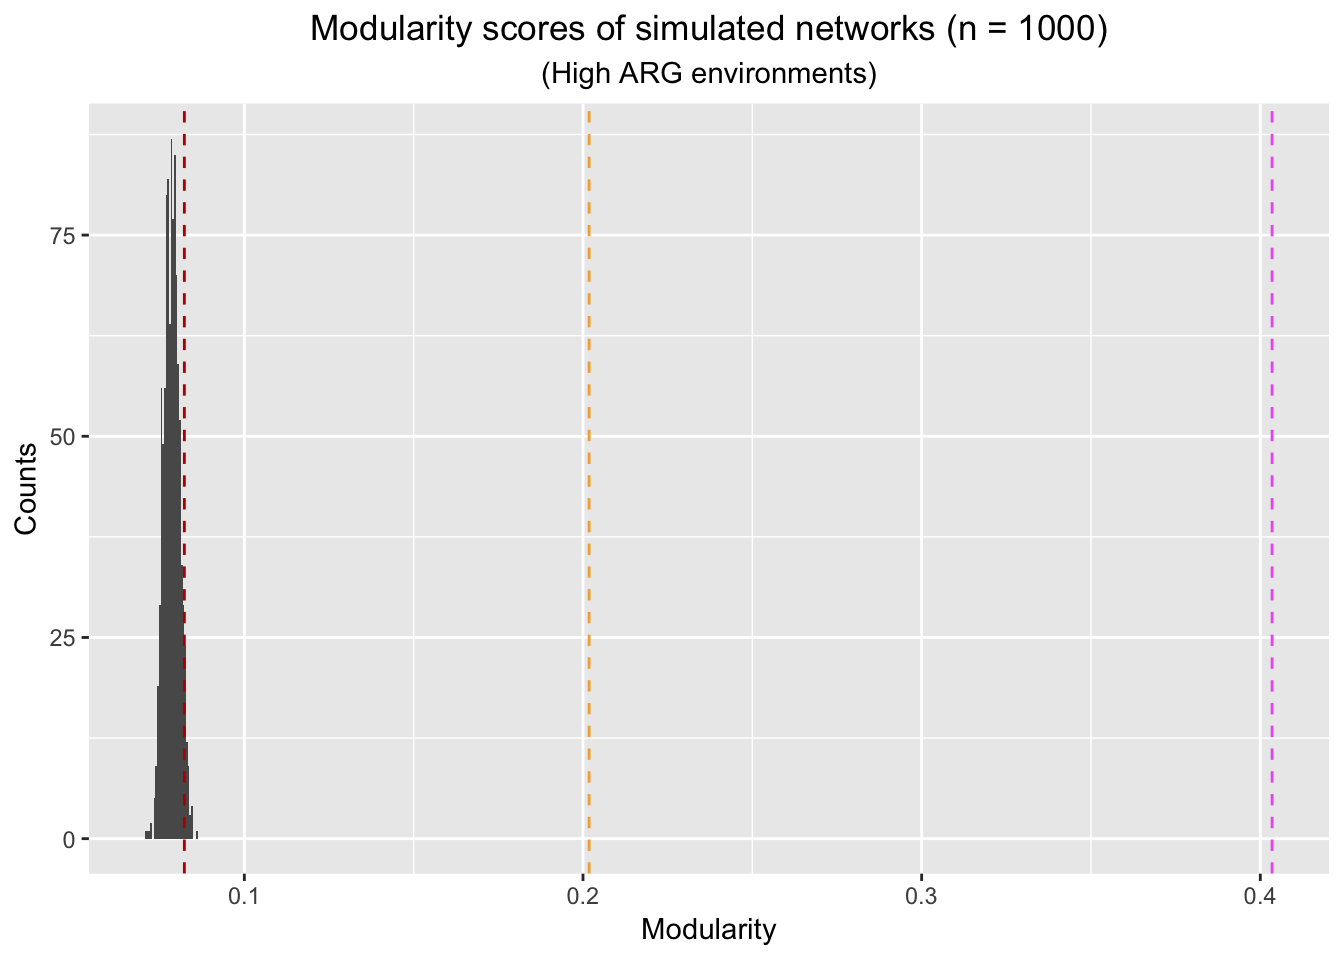 Modularity scores of simulated networks (n = 1000)
(High ARG environments)
75
50
25
0
Counts
0.1
0.2
0.3
0.4
Modularity